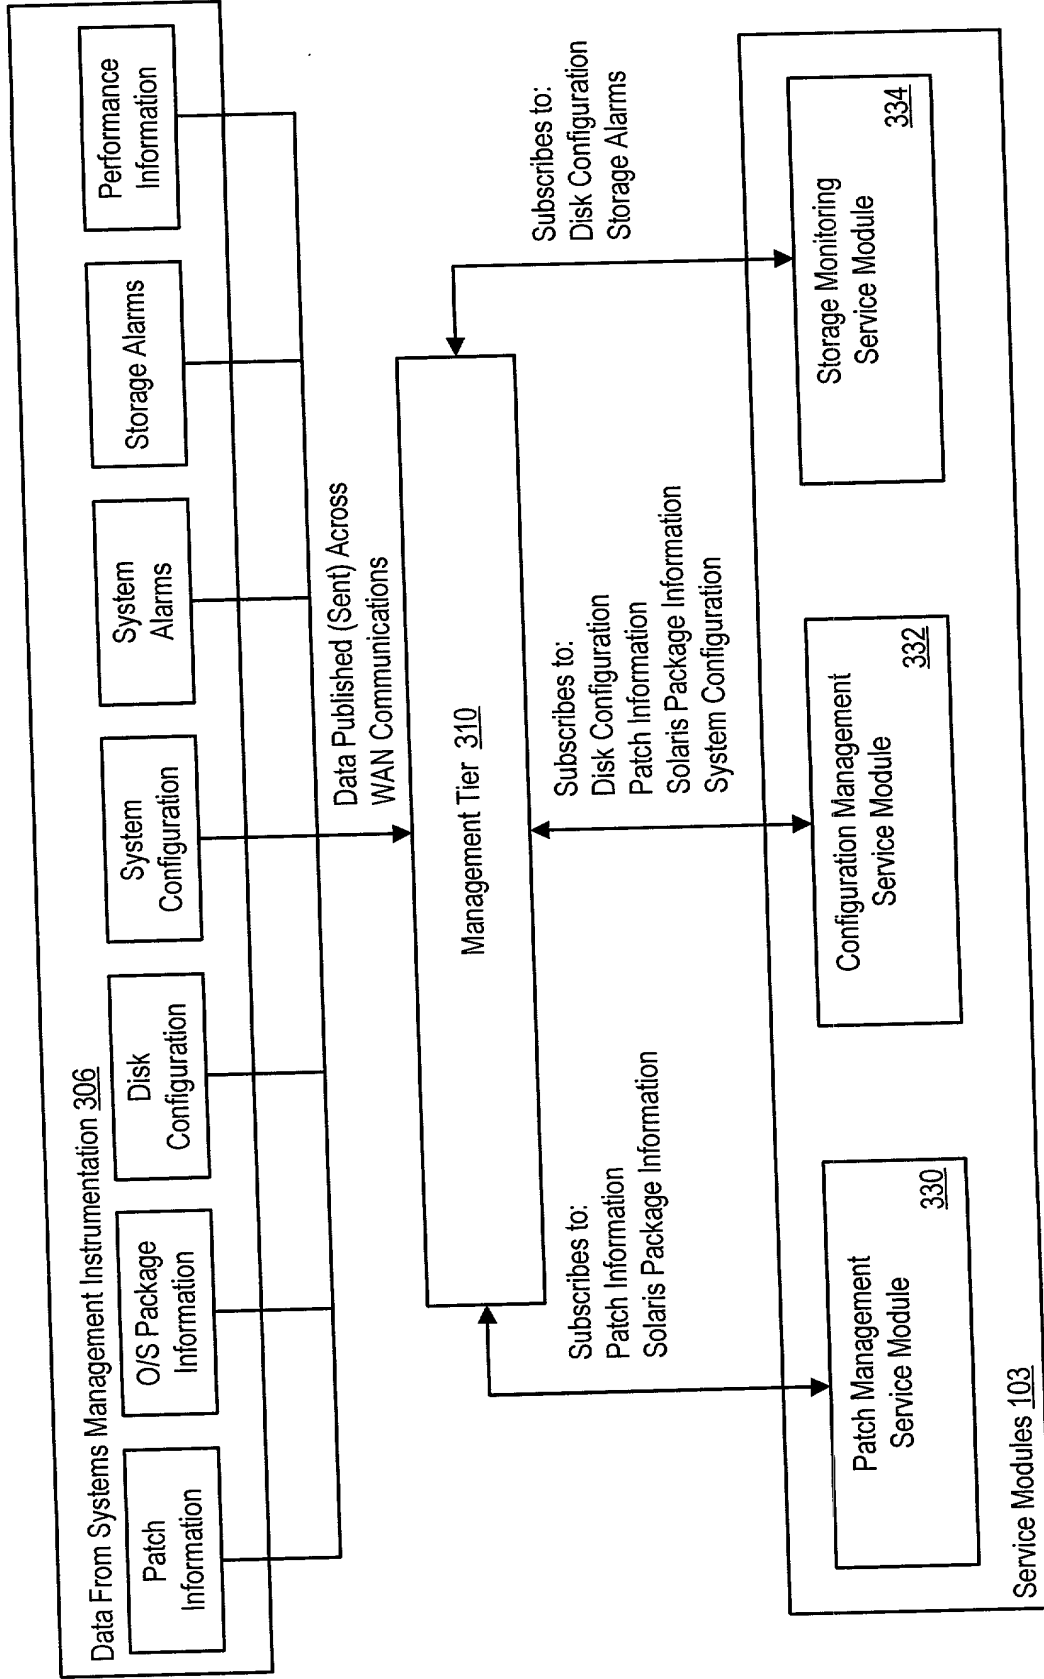 Data From Systems Management Instrumentation 306
Patch
Information
O/S Package
Information
Disk
Configuration
System
Configuration
System
Alarms
Storage Alarms
Performance
Information
Data Published (Sent) Across
WAN Communications
Management Tier 310
Subscribes to:
Patch Information
Solaris Package Information
Subscribes to:
Disk Configuration
Patch Information
Solaris Package Information
System Configuration
Subscribes to:
Disk Configuration
Storage Alarms
Patch Management
Service Module
330
Configuration Management
Service Module
332
Storage Monitoring
Service Module
334
Service Modules 103